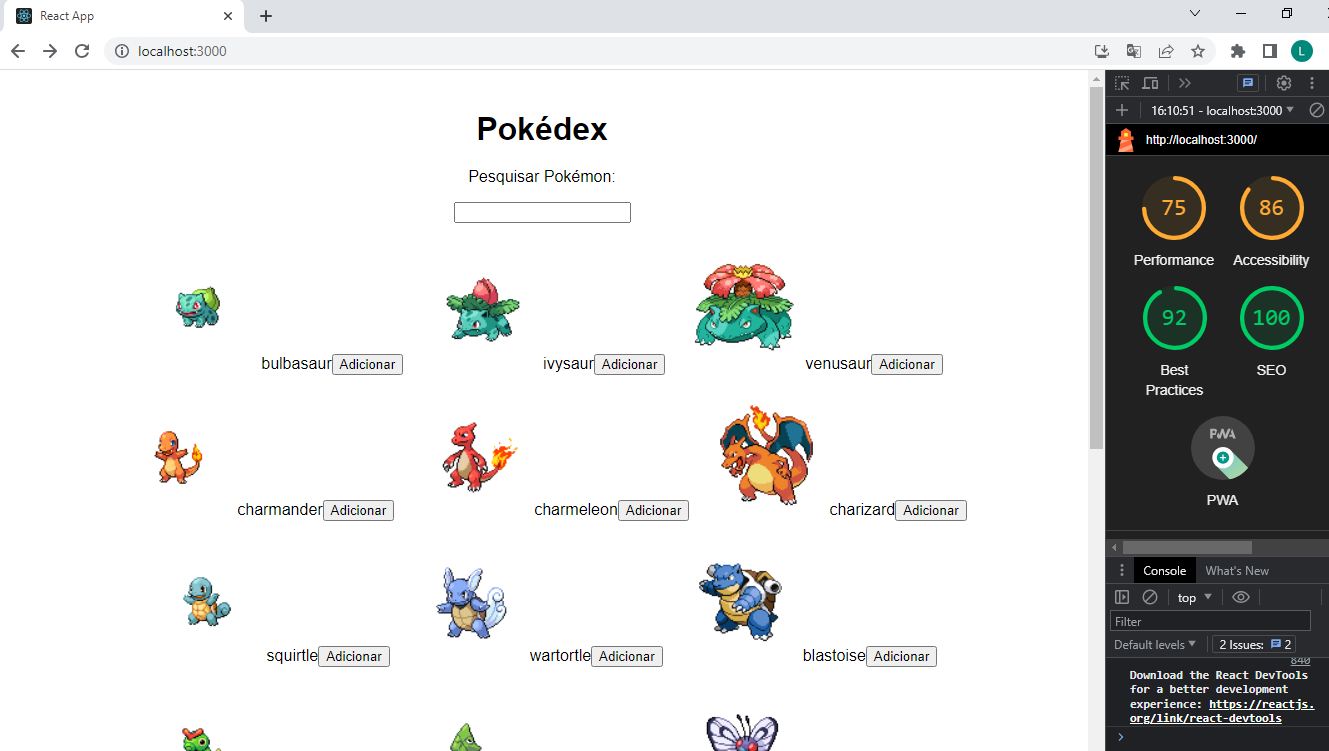 React App
localhost:3000
L
Pokédex
Pesquisar Pokémon:
bulbasaur Adicionar
ivysaur Adicionar
venusaur Adicionar
charmander Adicionar
charmeleon Adicionar
charizard Adicionar
squirtle Adicionar
wartortle Adicionar
blastoise Adicionar
16:10:51 - localhost:3000
http://localhost:3000/
75
86
Performance
Accessibility
92
100
Best
Practices
SEO
PWA
PWA
Console
What's New
top
Filter
Default levels
2 Issues:
2
840
Download the React DevTools
for a better development
experience: https://reactjs.
org/link/react-devtools